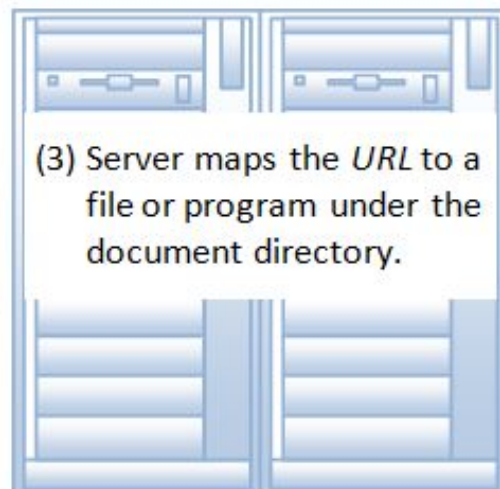 (3) Server maps the URL to a
file or program under the
document directory.